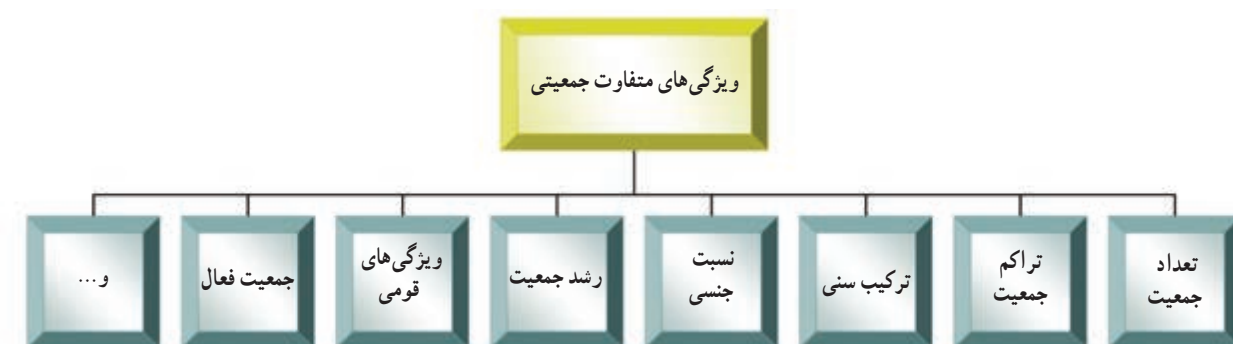 ویژگی‌های متفاوت جمعیتی
تعداد
جمعیت
تراکم
جمعیت
ترکیب سنی
نسبت
جنسی
رشد جمعیت
ویژگی‌های
قومی
جمعیت فعال
و...